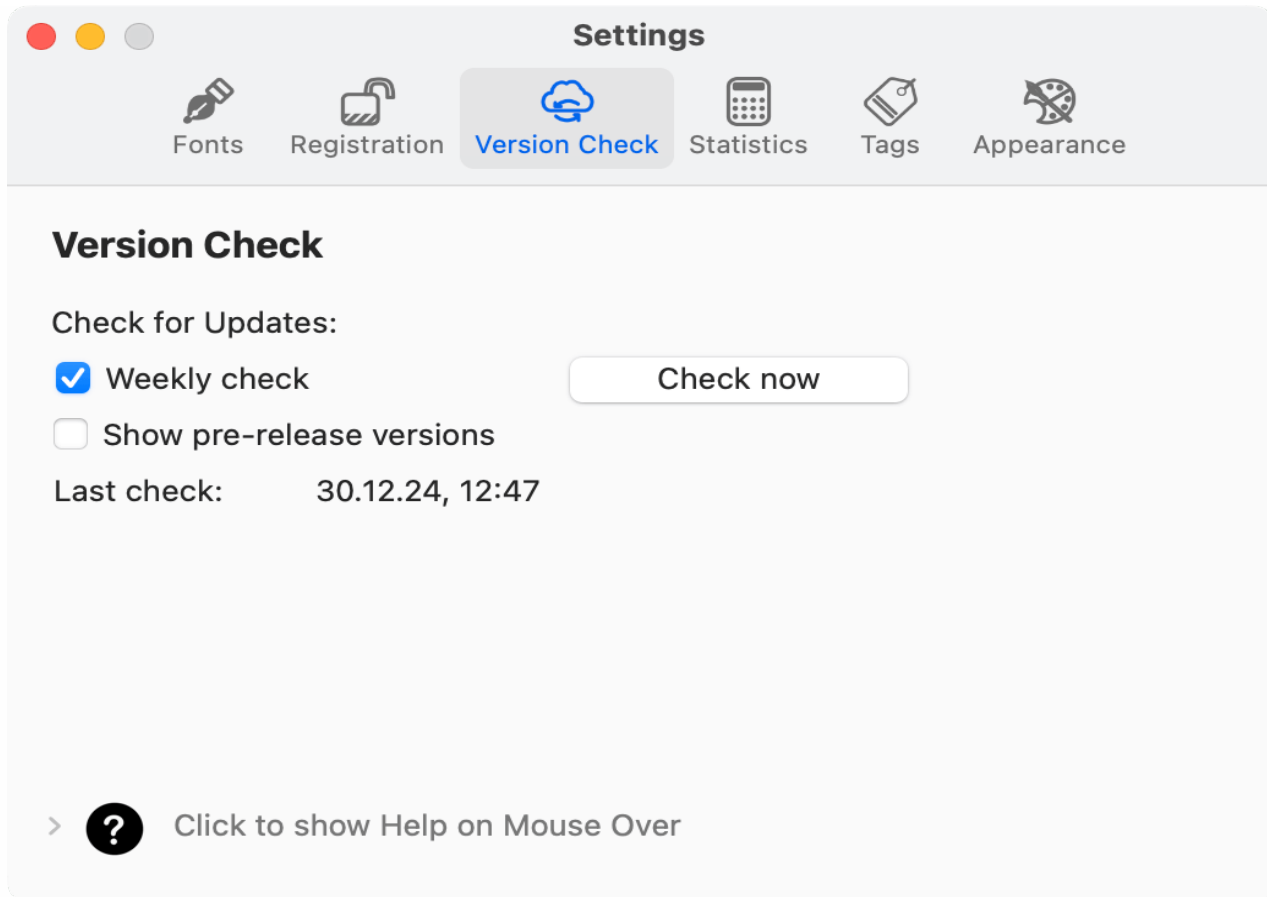 Settings
Fonts Registration Version Check Statistics Tags Appearance
Version Check
Check for Updates:
Weekly check Check now
Show pre-release versions
Last check: 30.12.24, 12:47
? Click to show Help on Mouse Over